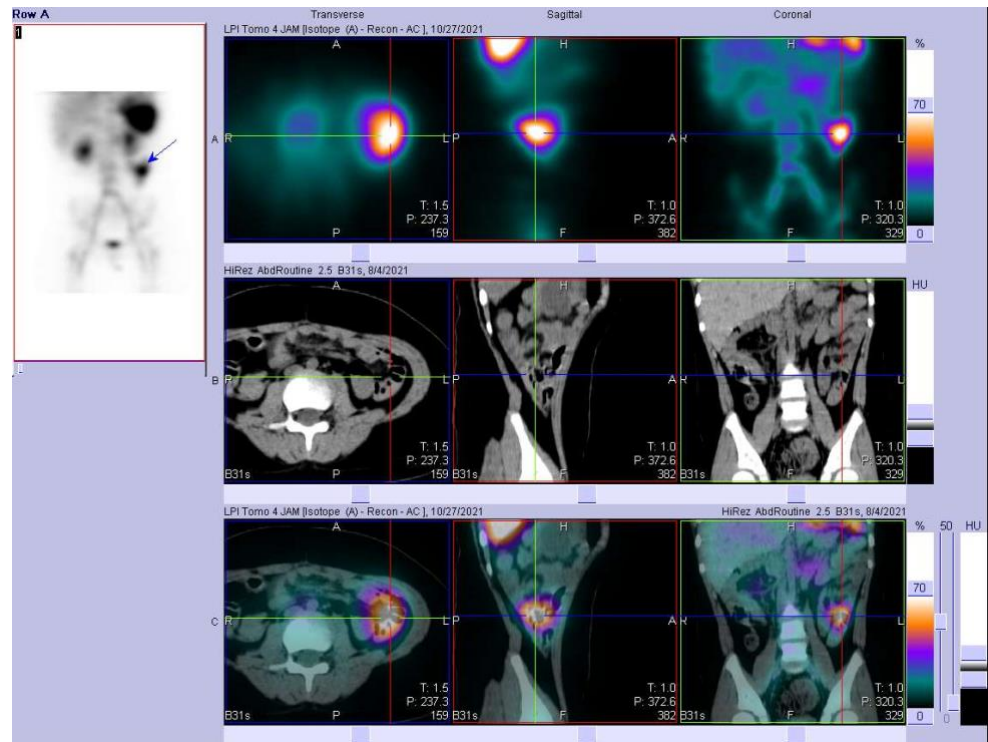 Row A
1
Transverse Sagittal Coronal
LPI Tomo 4 JAM [Isotope (A) - Recon - AC ], 10/27/2021
A H H %
70
A R L P A R L
T: 1.5 T: 1.0 T: 1.0
P: 237.3 P: 372.6 P: 320.3
P 159 F 382 F 329 0
HiRez AbdRoutine 2.5 B31s, 8/4/2021
A H H HU
B R L P A R L
T: 1.5 T: 1.0 T: 1.0
P: 237.3 P: 372.6 P: 320.3
B31s P 159 B31s F 382 B31s F 329
LPI Tomo 4 JAM [Isotope (A) - Recon - AC ], 10/27/2021 HiRez AbdRoutine 2.5 B31s, 8/4/2021
A H H % 50 HU
70
C R L P A R L
T: 1.5 T: 1.0 T: 1.0
P: 237.3 P: 372.6 P: 320.3
B31s P 159 B31s F 382 B31s F 329 0 0